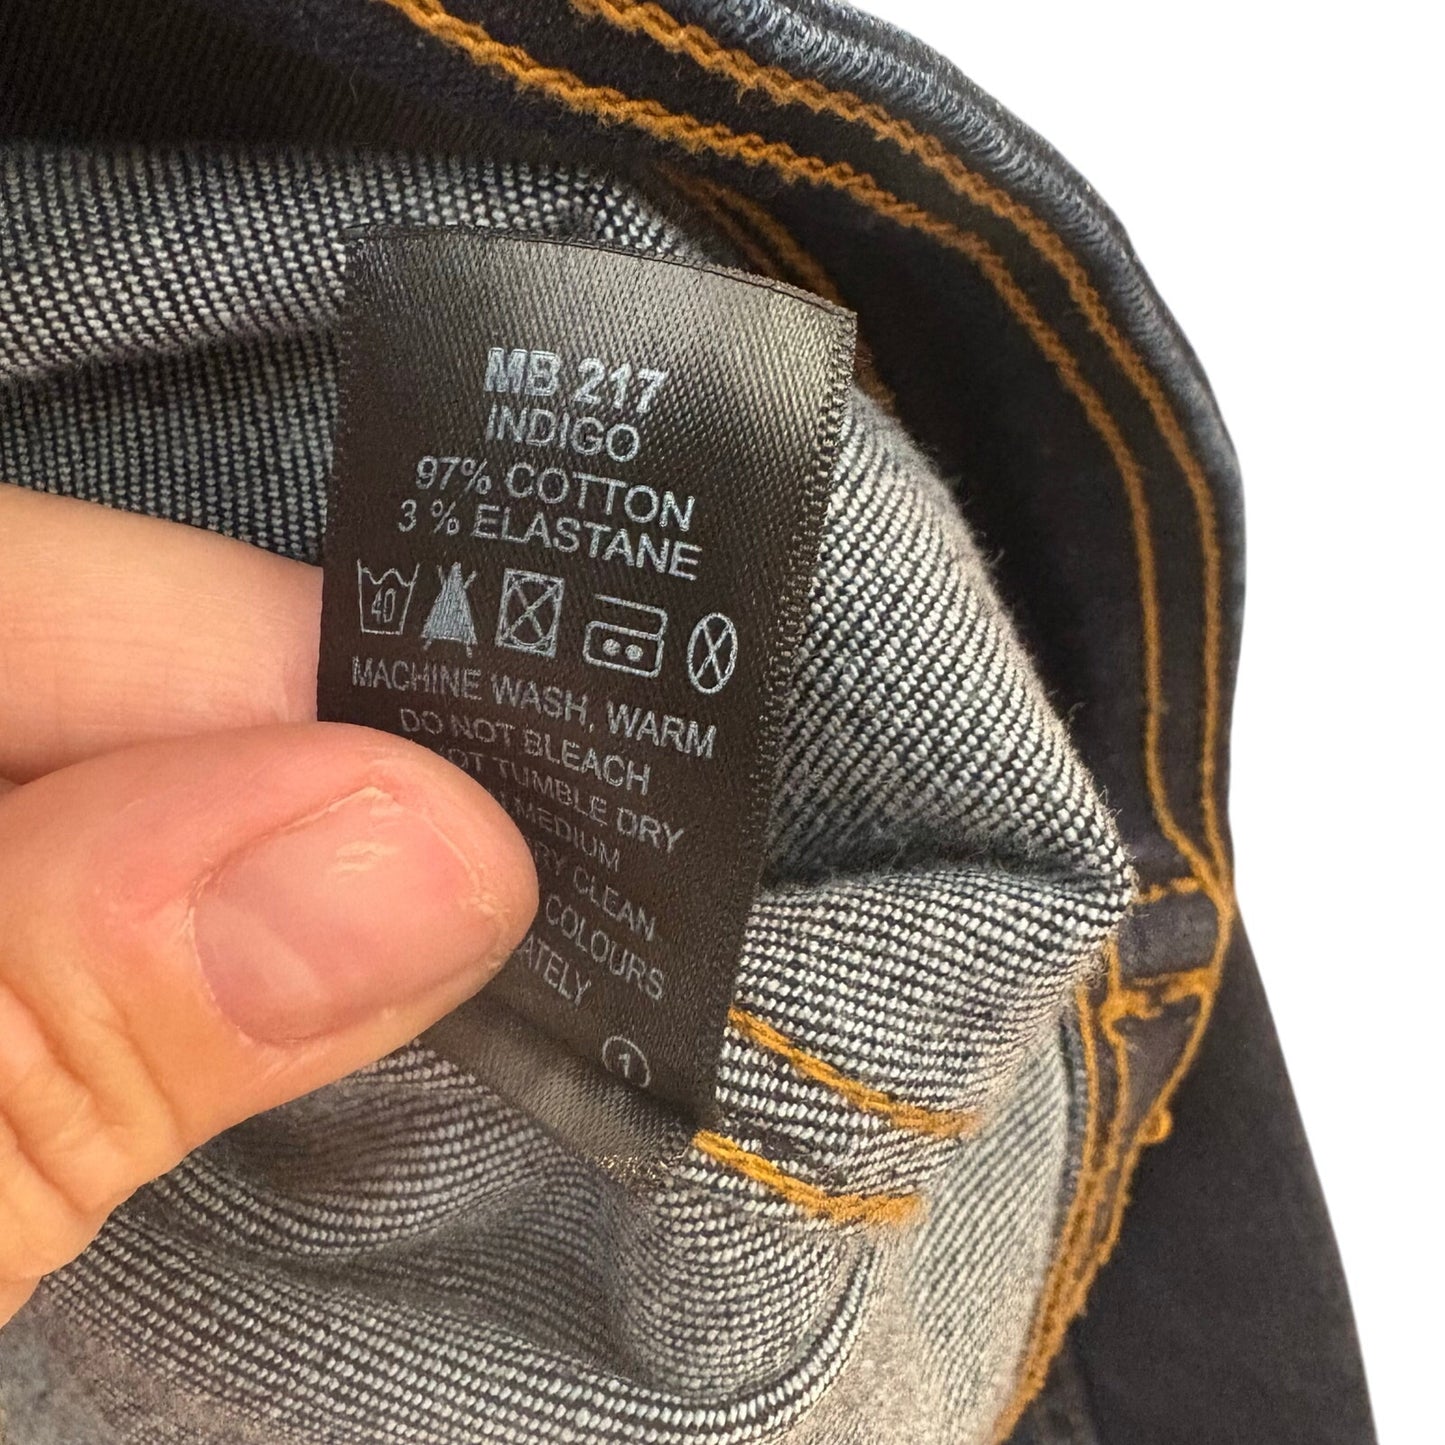 MB 217
INDIGO
97% COTTON
3 % ELASTANE
40
MACHINE WASH, WARM
DO NOT BLEACH
TUMBLE DRY
MEDIUM
CLEAN
COLOURS
1